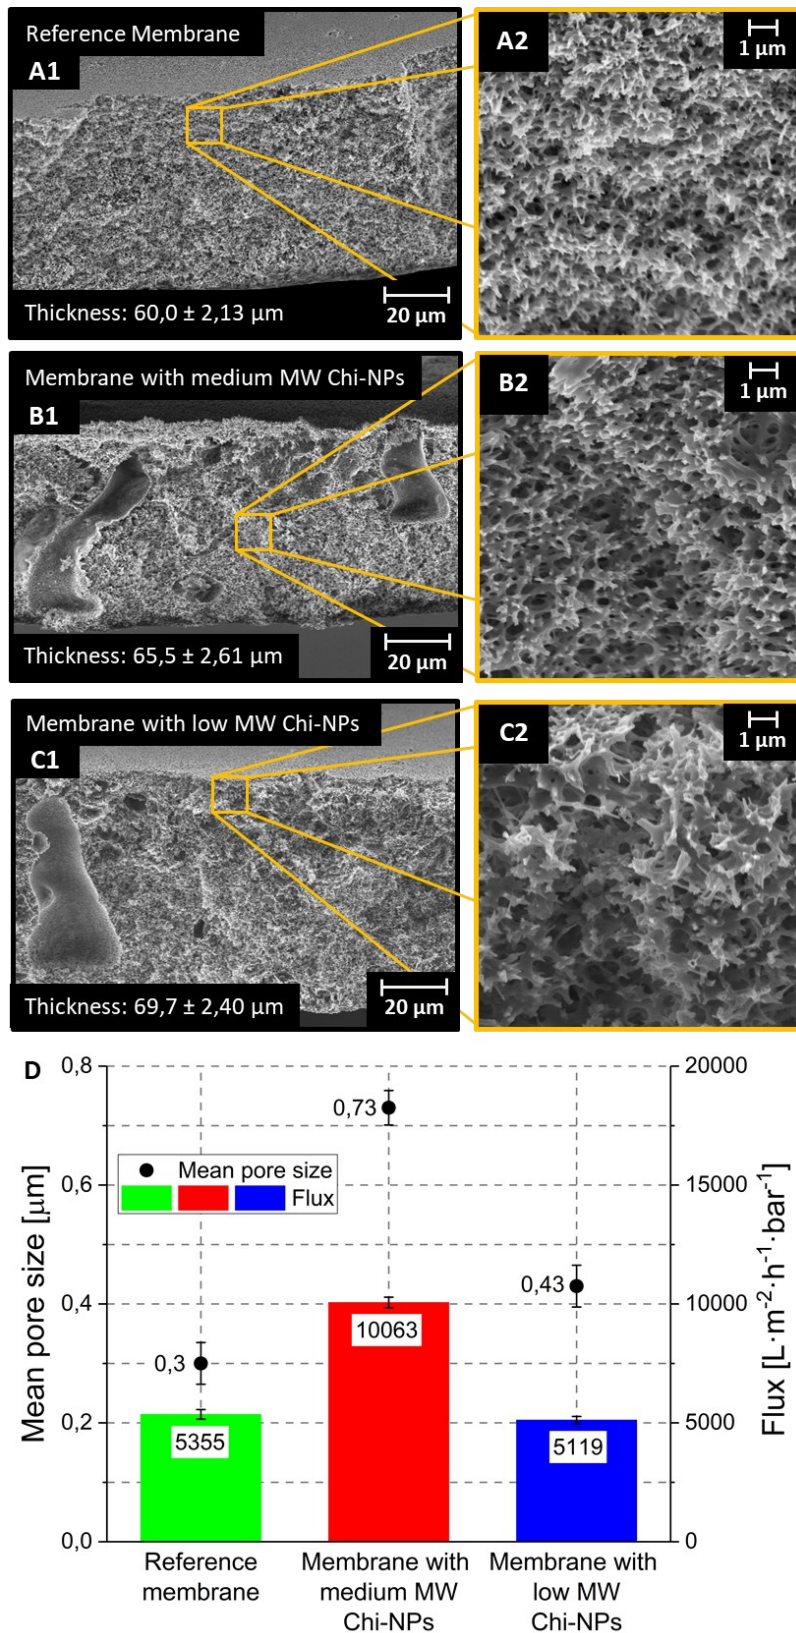 Reference Membrane
A1
Thickness: 60,0 ± 2,13 µm
20 µm
A2
1 µm
Membrane with medium MW Chi-NPs
B1
Thickness: 65,5 ± 2,61 µm
20 µm
B2
1 µm
Membrane with low MW Chi-NPs
C1
Thickness: 69,7 ± 2,40 µm
20 µm
C2
1 µm
D
Mean pore size [µm]
0,8
0,6
0,4
0,2
0,0
Mean pore size
Flux
0,3
0,73
0,43
5355
10063
5119
20000
15000
10000
5000
0
Flux [L·m⁻²·h⁻¹·bar⁻¹]
Reference
membrane
Membrane with
medium MW
Chi-NPs
Membrane with
low MW
Chi-NPs